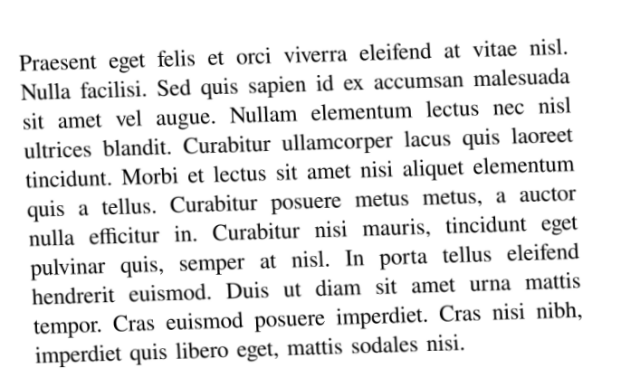 Praesent eget felis et orci viverra eleifend at vitae nisl.
Nulla facilisi. Sed quis sapien id ex accumsan malesuada
sit amet vel augue. Nullam elementum lectus nec nisl
ultrices blandit. Curabitur ullamcorper lacus quis laoreet
tincidunt. Morbi et lectus sit amet nisi aliquet elementum
quis a tellus. Curabitur posuere metus metus, a auctor
nulla efficitur in. Curabitur nisi mauris, tincidunt eget
pulvinar quis, semper at nisl. In porta tellus eleifend
hendrerit euismod. Duis ut diam sit amet urna mattis
tempor. Cras euismod posuere imperdiet. Cras nisi nibh,
imperdiet quis libero eget, mattis sodales nisi.